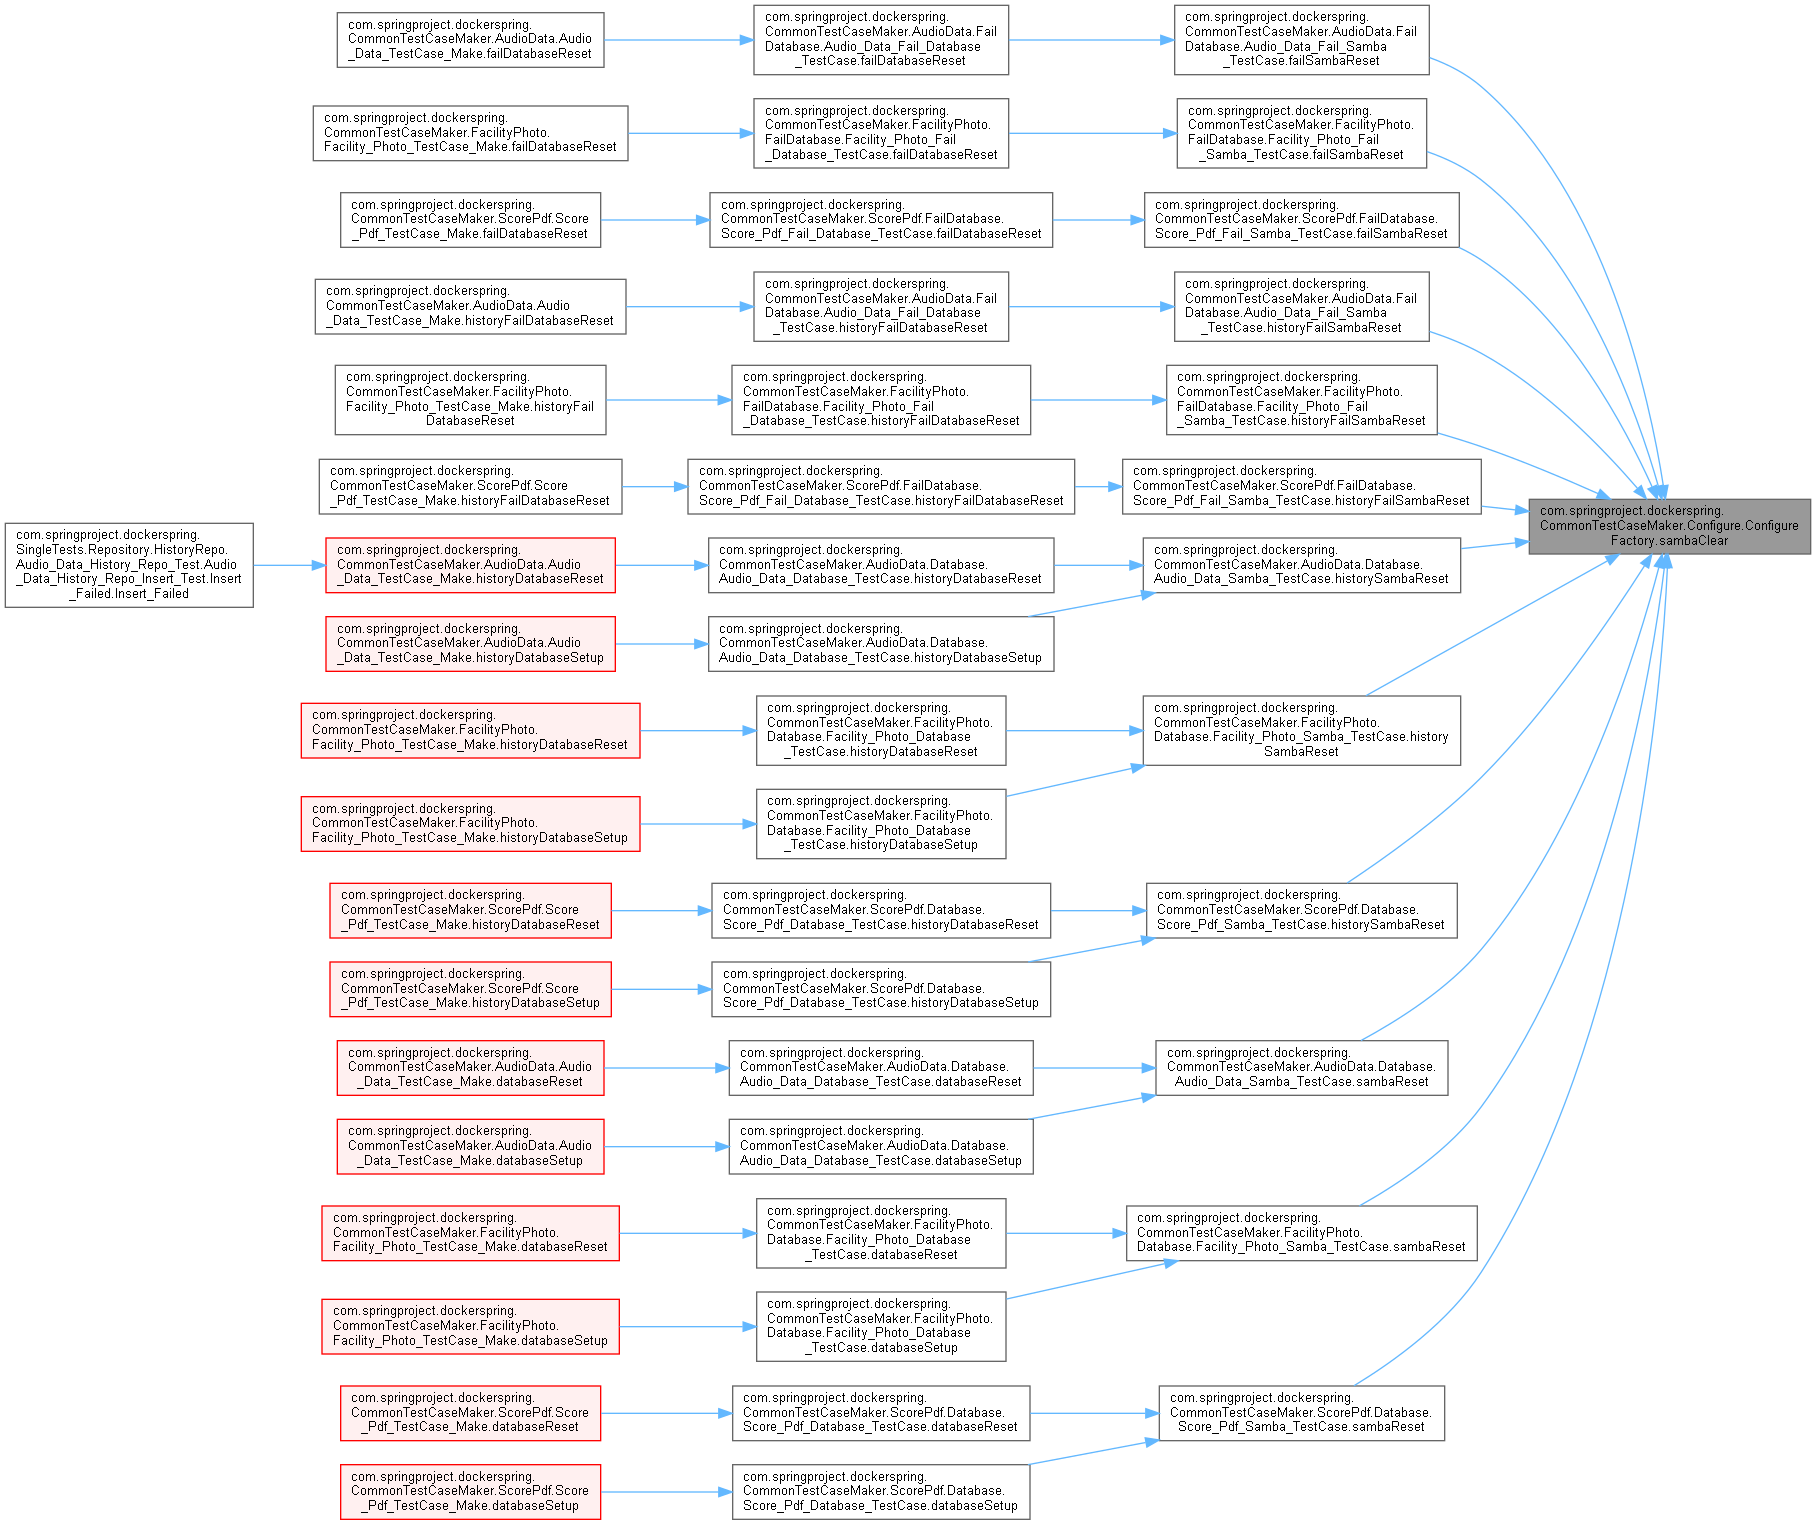 com.springproject.dockerspring.
CommonTestCaseMaker.AudioData.Audio
_Data_TestCase_Make.failDatabaseReset
com.springproject.dockerspring.
CommonTestCaseMaker.AudioData.Fail
Database.Audio_Data_Fail_Database
_TestCase.failDatabaseReset
com.springproject.dockerspring.
CommonTestCaseMaker.AudioData.Fail
Database.Audio_Data_Fail_Samba
_TestCase.failSambaReset
com.springproject.dockerspring.
CommonTestCaseMaker.FacilityPhoto.
Facility_Photo_TestCase_Make.failDatabaseReset
com.springproject.dockerspring.
CommonTestCaseMaker.FacilityPhoto.
FailDatabase.Facility_Photo_Fail
_Database_TestCase.failDatabaseReset
com.springproject.dockerspring.
CommonTestCaseMaker.FacilityPhoto.
FailDatabase.Facility_Photo_Fail
_Samba_TestCase.failSambaReset
com.springproject.dockerspring.
CommonTestCaseMaker.ScorePdf.Score
_Pdf_TestCase_Make.failDatabaseReset
com.springproject.dockerspring.
CommonTestCaseMaker.ScorePdf.FailDatabase.
Score_Pdf_Fail_Database_TestCase.failDatabaseReset
com.springproject.dockerspring.
CommonTestCaseMaker.ScorePdf.FailDatabase.
Score_Pdf_Fail_Samba_TestCase.failSambaReset
com.springproject.dockerspring.
CommonTestCaseMaker.AudioData.Audio
_Data_TestCase_Make.historyFailDatabaseReset
com.springproject.dockerspring.
CommonTestCaseMaker.AudioData.Fail
Database.Audio_Data_Fail_Database
_TestCase.historyFailDatabaseReset
com.springproject.dockerspring.
CommonTestCaseMaker.AudioData.Fail
Database.Audio_Data_Fail_Samba
_TestCase.historyFailSambaReset
com.springproject.dockerspring.
CommonTestCaseMaker.FacilityPhoto.
Facility_Photo_TestCase_Make.historyFail
DatabaseReset
com.springproject.dockerspring.
CommonTestCaseMaker.FacilityPhoto.
FailDatabase.Facility_Photo_Fail
_Database_TestCase.historyFailDatabaseReset
com.springproject.dockerspring.
CommonTestCaseMaker.FacilityPhoto.
FailDatabase.Facility_Photo_Fail
_Samba_TestCase.historyFailSambaReset
com.springproject.dockerspring.
CommonTestCaseMaker.ScorePdf.Score
_Pdf_TestCase_Make.historyFailDatabaseReset
com.springproject.dockerspring.
CommonTestCaseMaker.ScorePdf.FailDatabase.
Score_Pdf_Fail_Database_TestCase.historyFailDatabaseReset
com.springproject.dockerspring.
CommonTestCaseMaker.ScorePdf.FailDatabase.
Score_Pdf_Fail_Samba_TestCase.historyFailSambaReset
com.springproject.dockerspring.
CommonTestCaseMaker.Configure.Configure
Factory.sambaClear
com.springproject.dockerspring.
SingleTests.Repository.HistoryRepo.
Audio_Data_History_Repo_Test.Audio
_Data_History_Repo_Insert_Test.Insert
_Failed.Insert_Failed
com.springproject.dockerspring.
CommonTestCaseMaker.AudioData.Audio
_Data_TestCase_Make.historyDatabaseReset
com.springproject.dockerspring.
CommonTestCaseMaker.AudioData.Database.
Audio_Data_Database_TestCase.historyDatabaseReset
com.springproject.dockerspring.
CommonTestCaseMaker.AudioData.Database.
Audio_Data_Samba_TestCase.historySambaReset
com.springproject.dockerspring.
CommonTestCaseMaker.AudioData.Audio
_Data_TestCase_Make.historyDatabaseSetup
com.springproject.dockerspring.
CommonTestCaseMaker.AudioData.Database.
Audio_Data_Database_TestCase.historyDatabaseSetup
com.springproject.dockerspring.
CommonTestCaseMaker.FacilityPhoto.
Facility_Photo_TestCase_Make.historyDatabaseReset
com.springproject.dockerspring.
CommonTestCaseMaker.FacilityPhoto.
Database.Facility_Photo_Database
_TestCase.historyDatabaseReset
com.springproject.dockerspring.
CommonTestCaseMaker.FacilityPhoto.
Database.Facility_Photo_Samba_TestCase.history
SambaReset
com.springproject.dockerspring.
CommonTestCaseMaker.FacilityPhoto.
Facility_Photo_TestCase_Make.historyDatabaseSetup
com.springproject.dockerspring.
CommonTestCaseMaker.FacilityPhoto.
Database.Facility_Photo_Database
_TestCase.historyDatabaseSetup
com.springproject.dockerspring.
CommonTestCaseMaker.ScorePdf.Score
_Pdf_TestCase_Make.historyDatabaseReset
com.springproject.dockerspring.
CommonTestCaseMaker.ScorePdf.Database.
Score_Pdf_Database_TestCase.historyDatabaseReset
com.springproject.dockerspring.
CommonTestCaseMaker.ScorePdf.Database.
Score_Pdf_Samba_TestCase.historySambaReset
com.springproject.dockerspring.
CommonTestCaseMaker.ScorePdf.Score
_Pdf_TestCase_Make.historyDatabaseSetup
com.springproject.dockerspring.
CommonTestCaseMaker.ScorePdf.Database.
Score_Pdf_Database_TestCase.historyDatabaseSetup
com.springproject.dockerspring.
CommonTestCaseMaker.AudioData.Audio
_Data_TestCase_Make.databaseReset
com.springproject.dockerspring.
CommonTestCaseMaker.AudioData.Database.
Audio_Data_Database_TestCase.databaseReset
com.springproject.dockerspring.
CommonTestCaseMaker.AudioData.Database.
Audio_Data_Samba_TestCase.sambaReset
com.springproject.dockerspring.
CommonTestCaseMaker.AudioData.Audio
_Data_TestCase_Make.databaseSetup
com.springproject.dockerspring.
CommonTestCaseMaker.AudioData.Database.
Audio_Data_Database_TestCase.databaseSetup
com.springproject.dockerspring.
CommonTestCaseMaker.FacilityPhoto.
Facility_Photo_TestCase_Make.databaseReset
com.springproject.dockerspring.
CommonTestCaseMaker.FacilityPhoto.
Database.Facility_Photo_Database
_TestCase.databaseReset
com.springproject.dockerspring.
CommonTestCaseMaker.FacilityPhoto.
Database.Facility_Photo_Samba_TestCase.sambaReset
com.springproject.dockerspring.
CommonTestCaseMaker.FacilityPhoto.
Facility_Photo_TestCase_Make.databaseSetup
com.springproject.dockerspring.
CommonTestCaseMaker.FacilityPhoto.
Database.Facility_Photo_Database
_TestCase.databaseSetup
com.springproject.dockerspring.
CommonTestCaseMaker.ScorePdf.Score
_Pdf_TestCase_Make.databaseReset
com.springproject.dockerspring.
CommonTestCaseMaker.ScorePdf.Database.
Score_Pdf_Database_TestCase.databaseReset
com.springproject.dockerspring.
CommonTestCaseMaker.ScorePdf.Database.
Score_Pdf_Samba_TestCase.sambaReset
com.springproject.dockerspring.
CommonTestCaseMaker.ScorePdf.Score
_Pdf_TestCase_Make.databaseSetup
com.springproject.dockerspring.
CommonTestCaseMaker.ScorePdf.Database.
Score_Pdf_Database_TestCase.databaseSetup